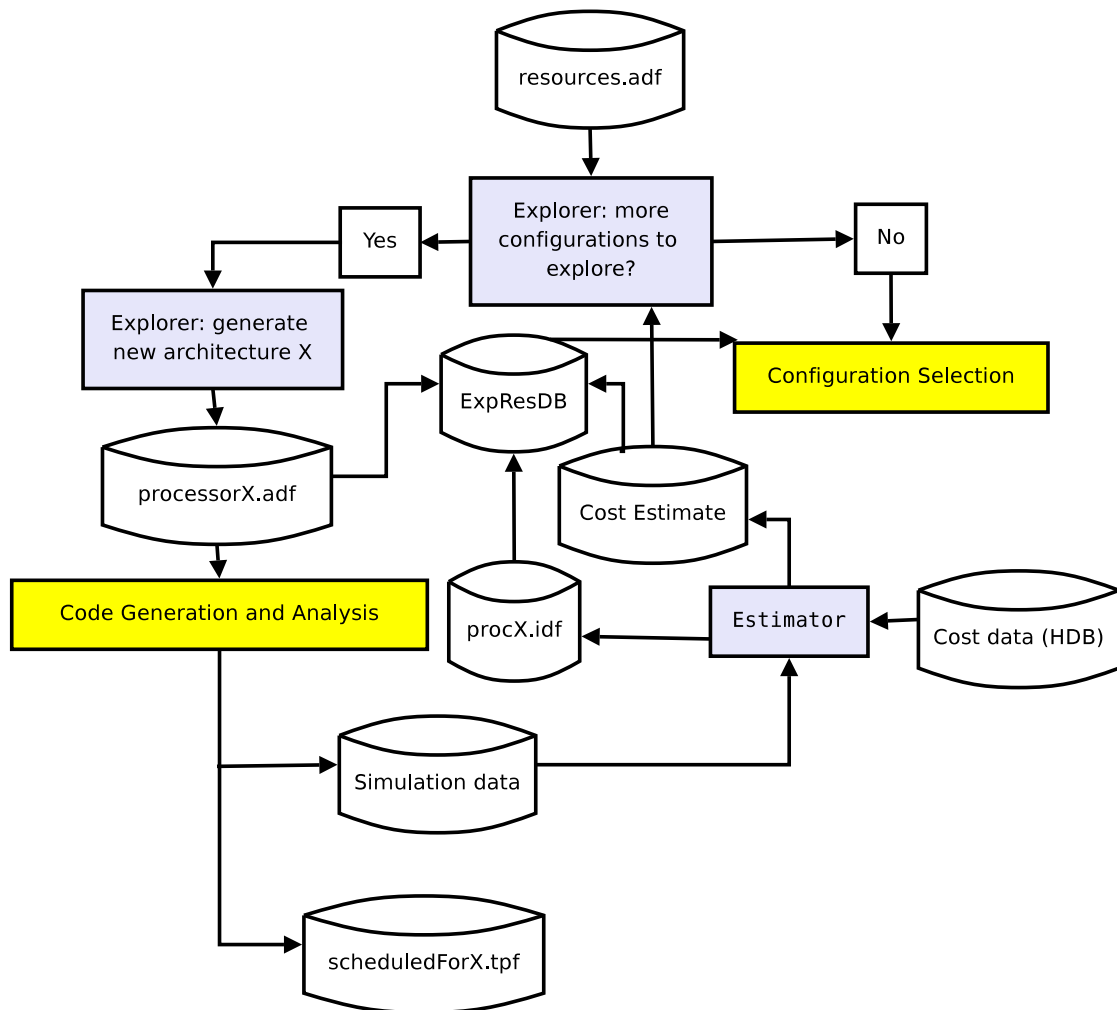 resources.adf
Explorer: more
configurations to
explore?
Yes
No
Explorer: generate
new architecture X
ExpResDB
Configuration Selection
processorX.adf
Cost Estimate
Code Generation and Analysis
procX.idf
Estimator
Cost data (HDB)
Simulation data
scheduledForX.tpf